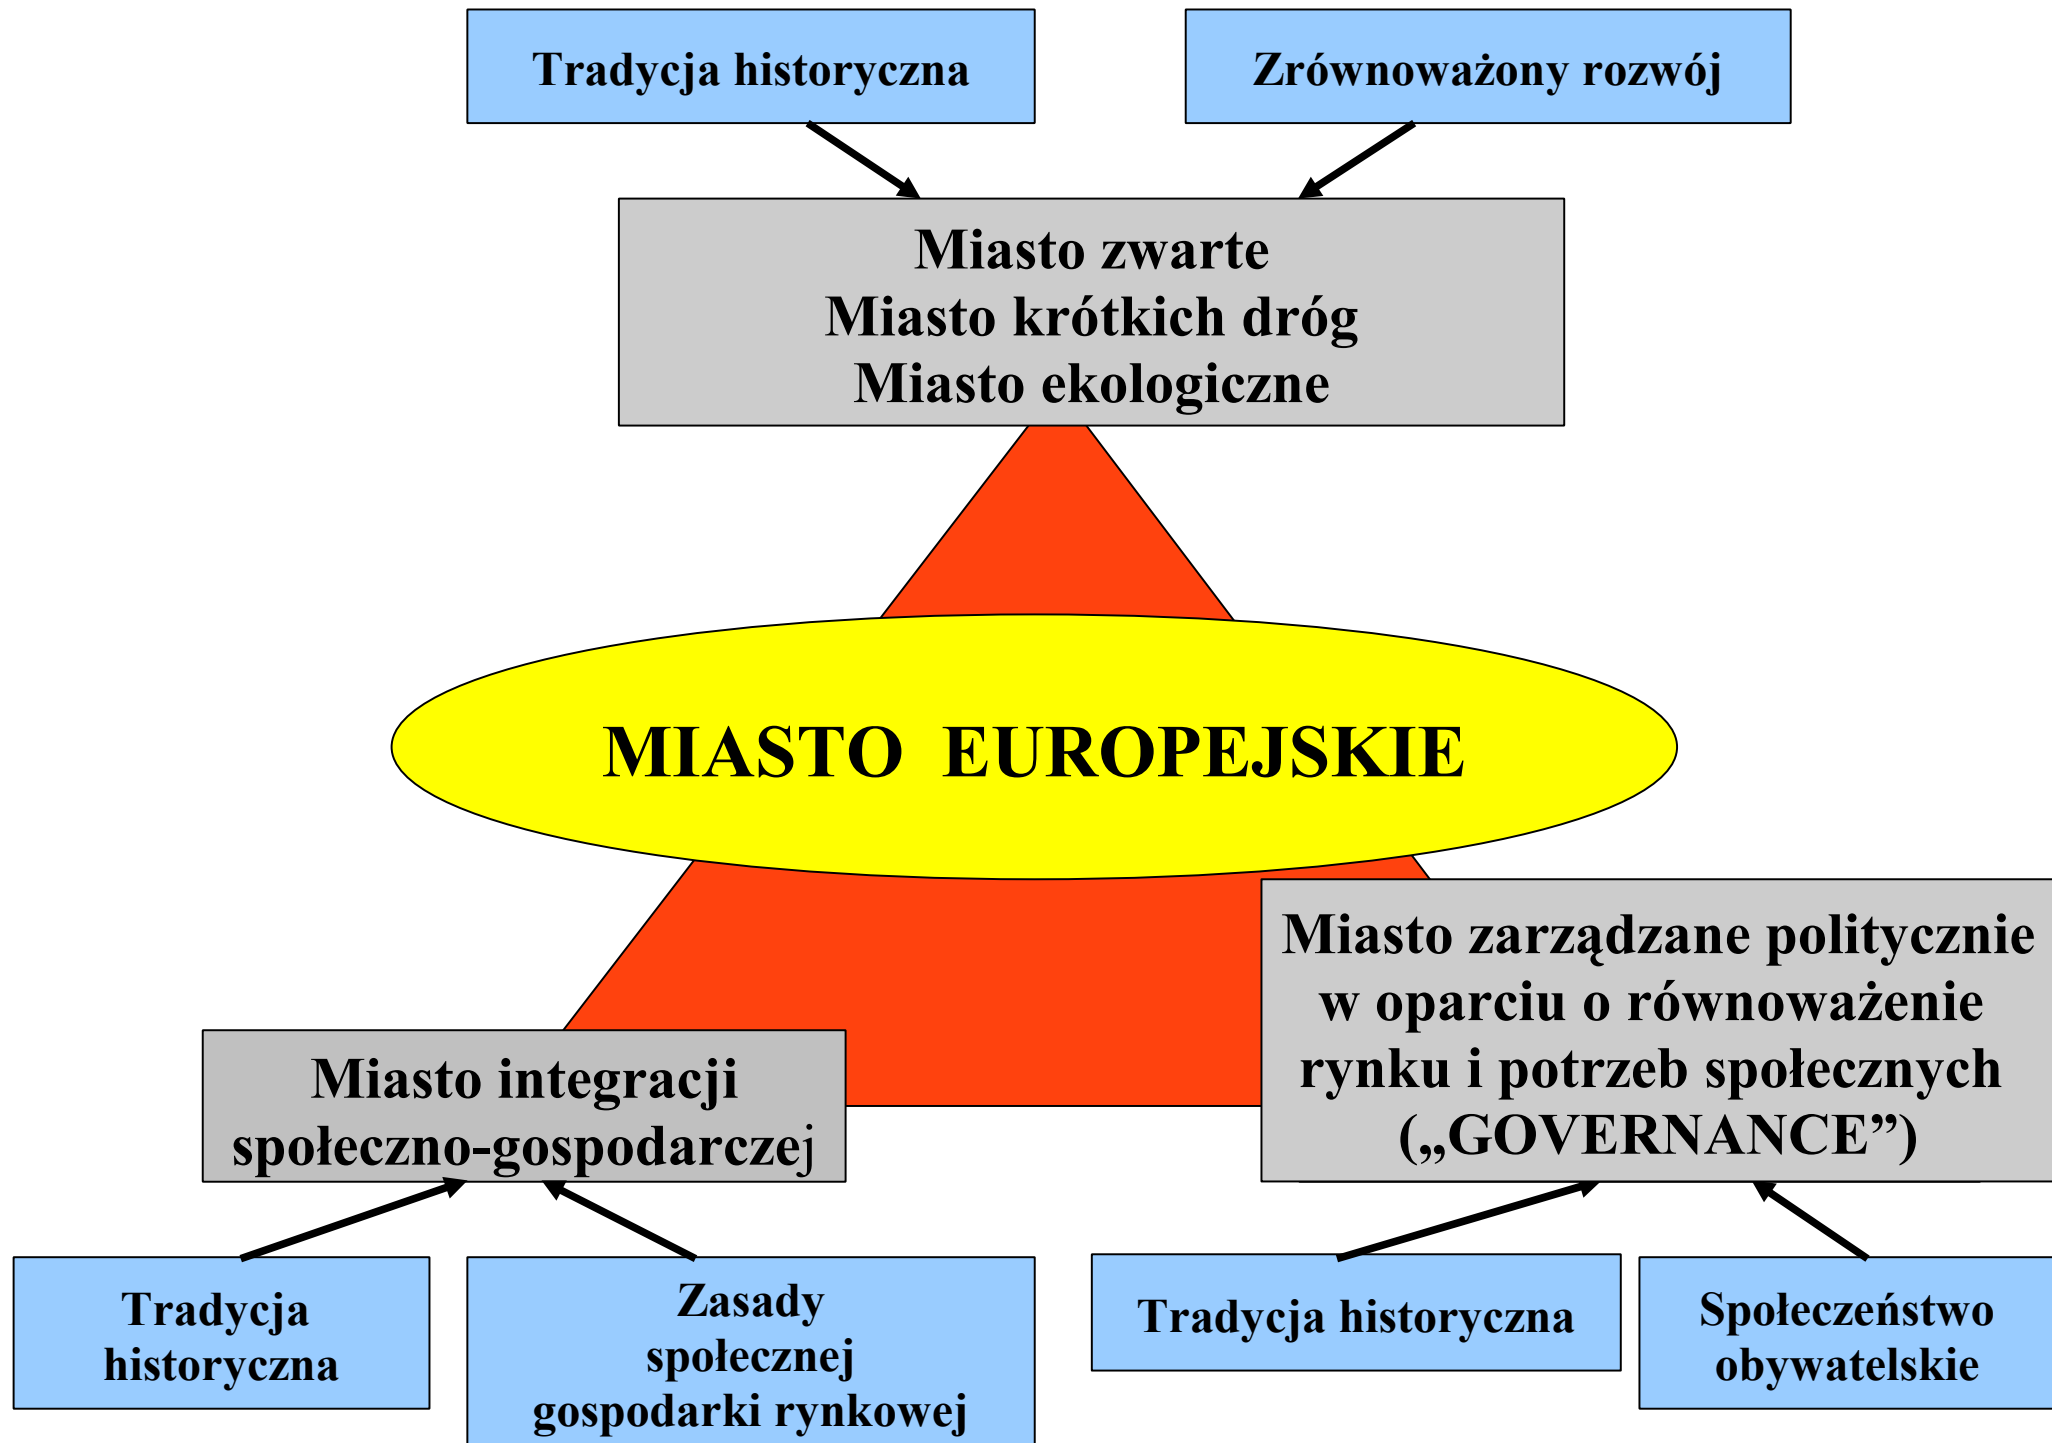 Tradycja historyczna
Zrównoważony rozwój
Miasto zwarte
Miasto krótkich dróg
Miasto ekologiczne
MIASTO EUROPEJSKIE
Miasto zarządzane politycznie
w oparciu o równoważenie
rynku i potrzeb społecznych
(„GOVERNANCE”)
Miasto integracji
społeczno-gospodarczej
Tradycja
historyczna
Zasady
społecznej
gospodarki rynkowej
Tradycja historyczna
Społeczeństwo
obywatelskie